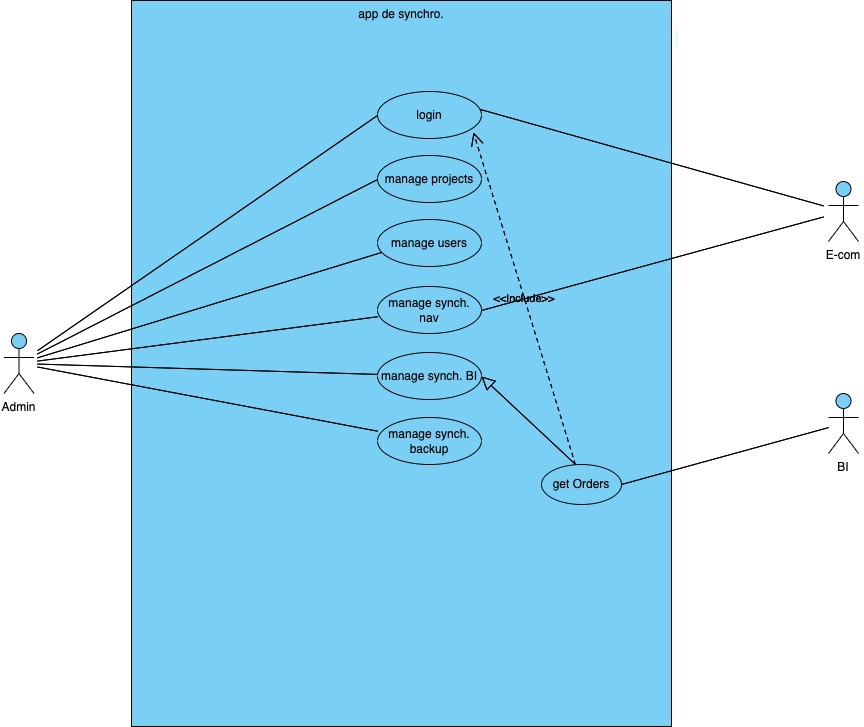 app de synchro.
login
manage projects
manage users
E-com
manage synch.
nav
<<Include>>
manage synch. BI
Admin
manage synch.
backup
BI
get Orders